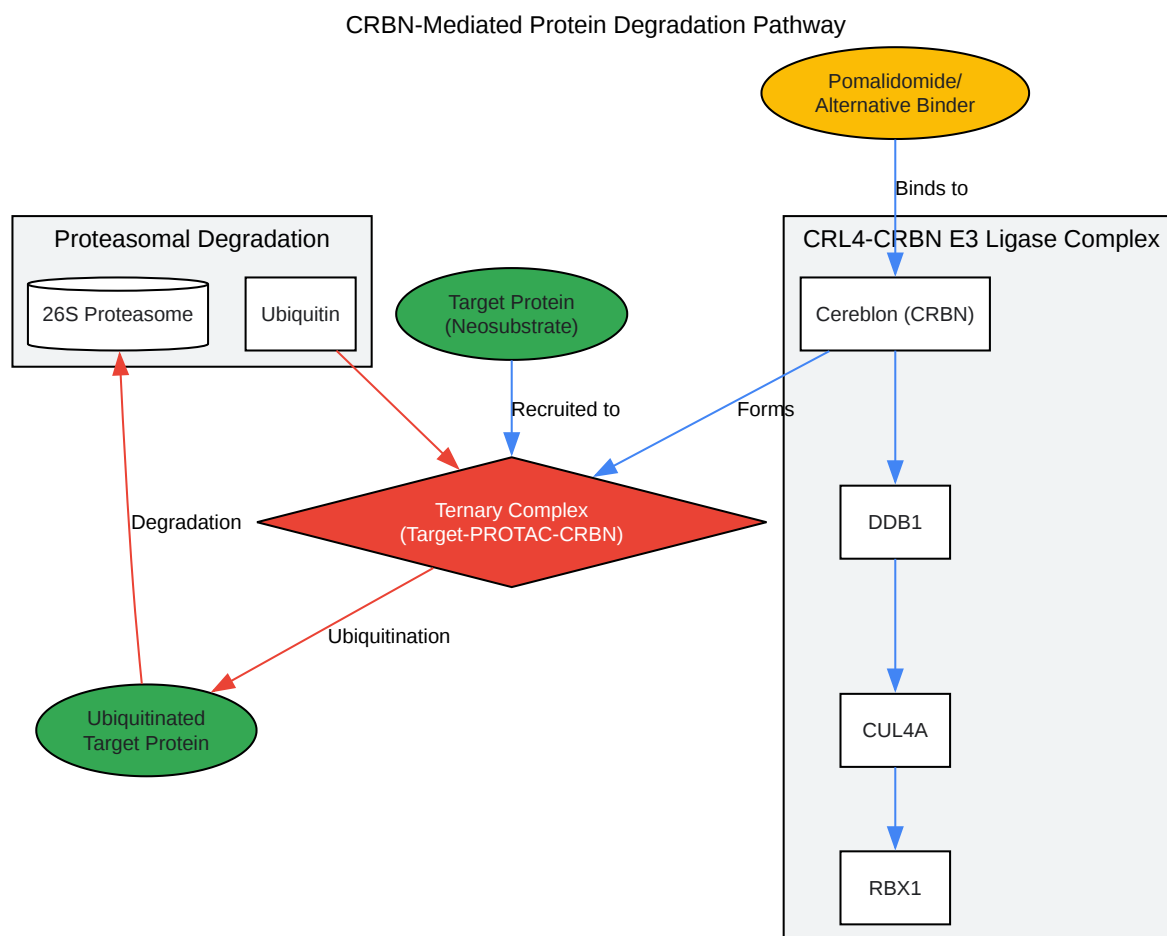 CRBN-Mediated Protein Degradation Pathway
Pomalidomide/
Alternative Binder
Binds to
Proteasomal Degradation
CRL4-CRBN E3 Ligase Complex
26S Proteasome
Ubiquitin
Target Protein
(Neosubstrate)
Cereblon (CRBN)
Recruited to
Forms
Ternary Complex
(Target-PROTAC-CRBN)
DDB1
Degradation
Ubiquitination
Ubiquitinated
Target Protein
CUL4A
RBX1